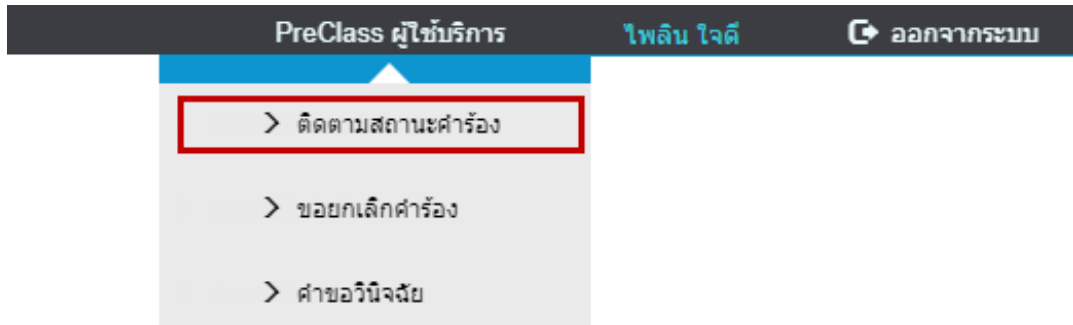 PreClass ผู้ใช้บริการ ไพลิน ใจดี ออกจากระบบ
ติดตามสถานะคำร้อง
ขอยกเลิกคำร้อง
คำขอวินิจฉัย